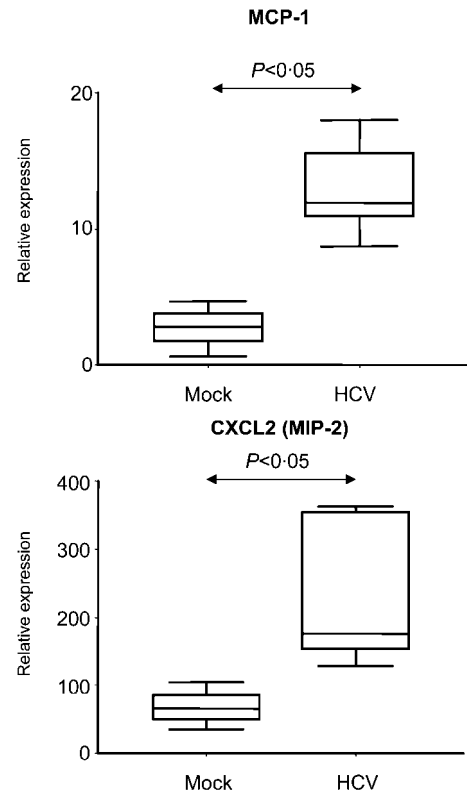 MCP-1
P<0·05
20
10
0
Relative expression
Mock HCV
CXCL2 (MIP-2)
P<0·05
400
300
200
100
0
Relative expression
Mock HCV